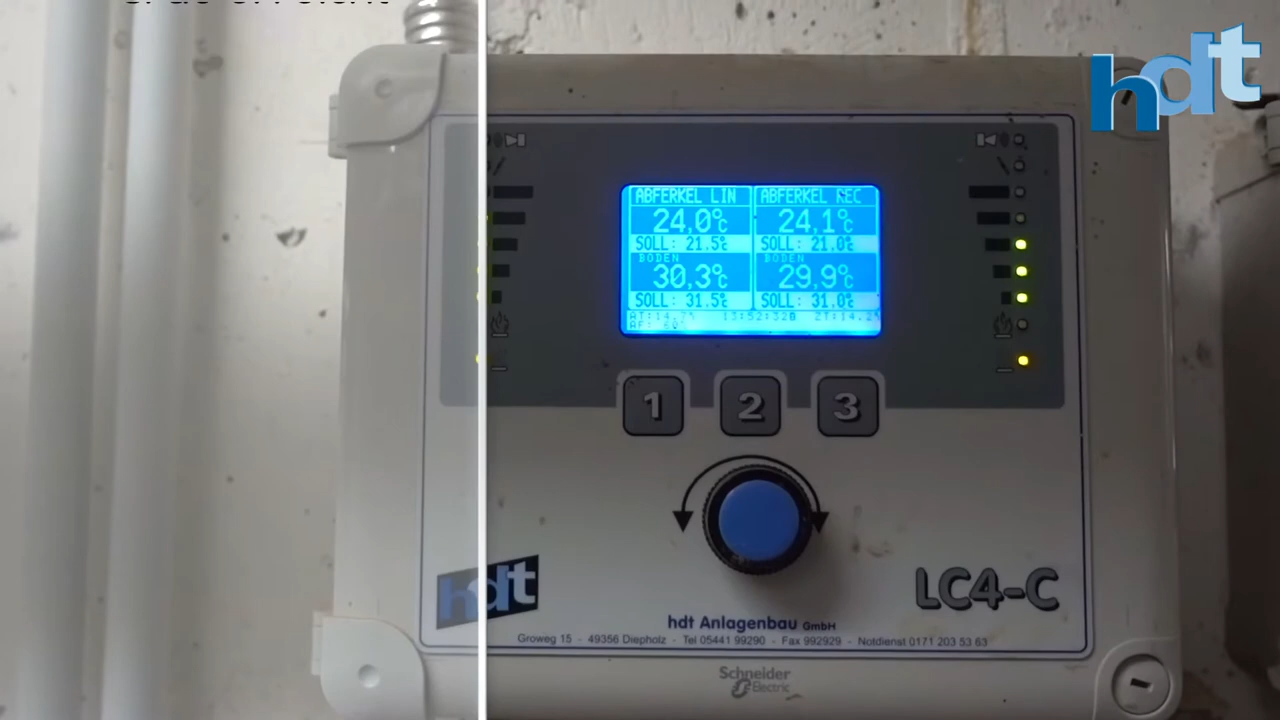 hdt
ABFERKEL LIN ABFERKEL REC
24,0°C 24,1°C
SOLL: 21.5°C SOLL: 21.0°C
BODEN BODEN
30,3°C 29,9°C
SOLL: 31.5°C SOLL: 31.0°C
1 2 3
hdt
LC4-C
hdt Anlagenbau GmbH
Groweg 15 - 49356 Diepholz - Tel 05441 99290 - Fax 992929 - Notdienst 0171 203 53 63
Schneider
Electric